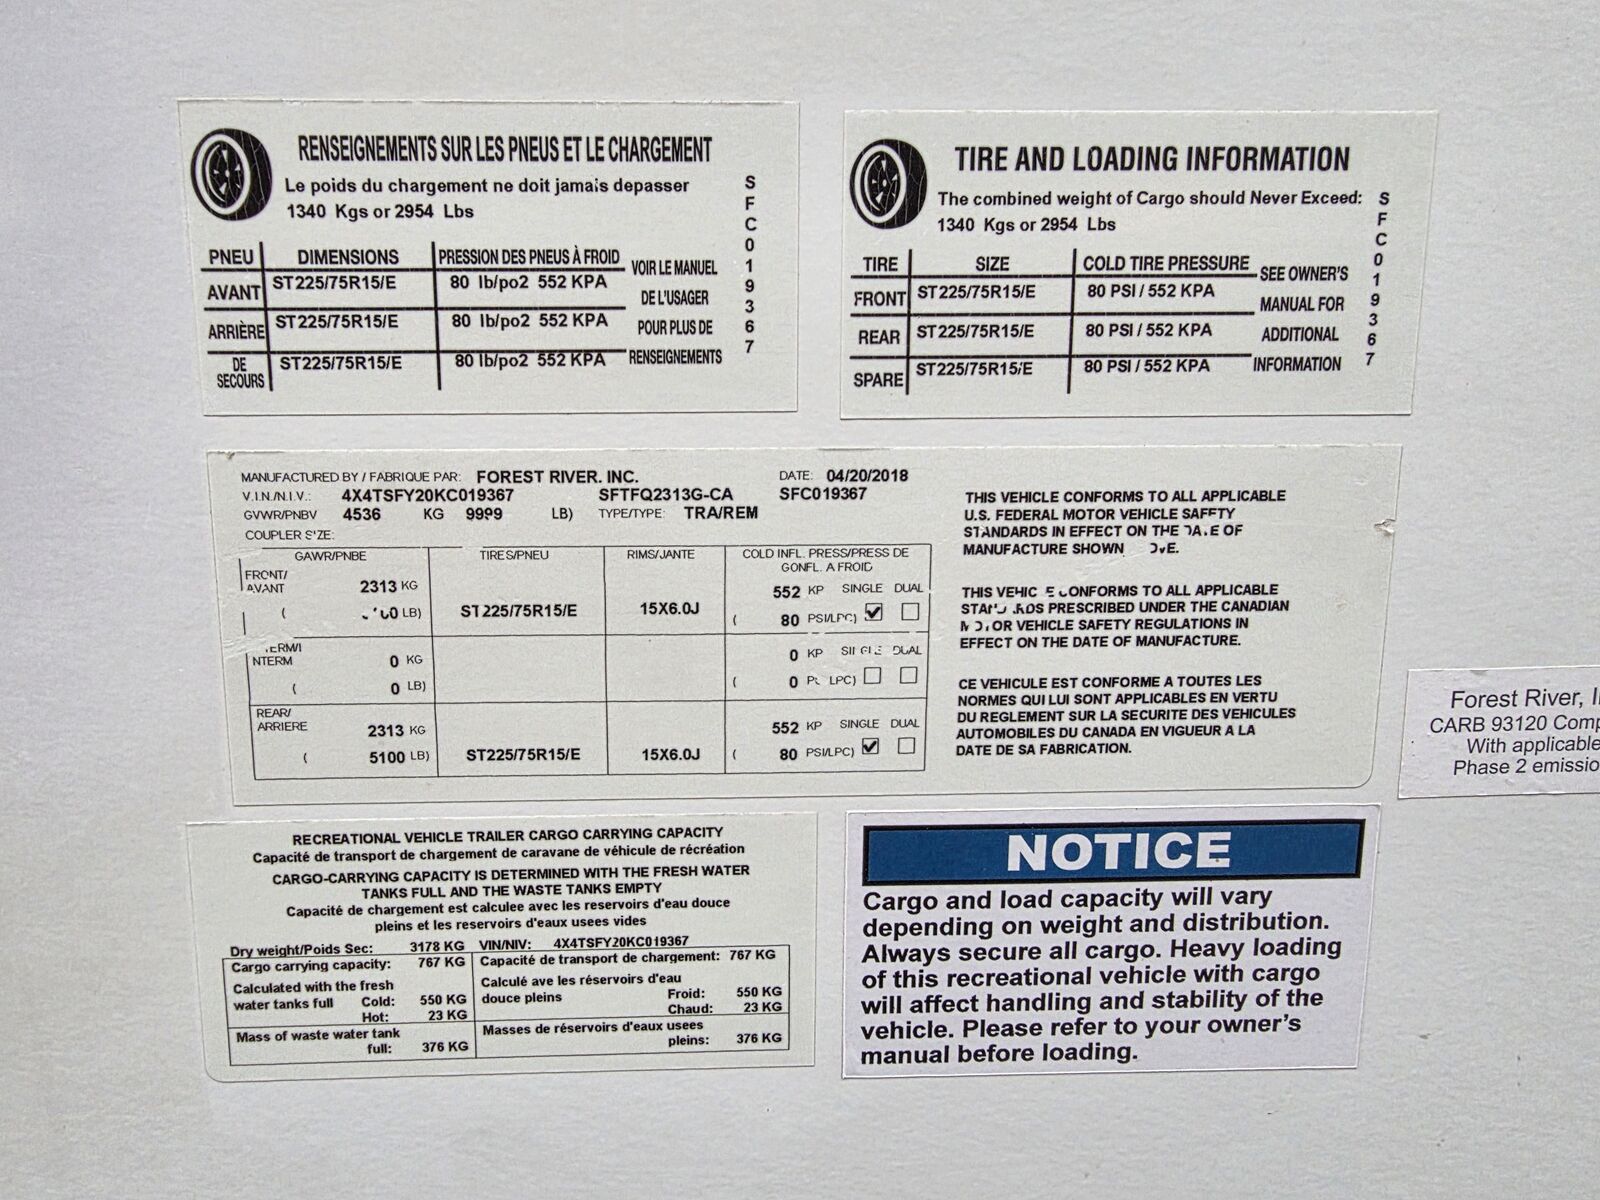 RENSEIGNEMENTS SUR LES PNEUS ET LE CHARGEMENT
Le poids du chargement ne doit jamais depasser
1340 Kgs or 2954 Lbs
SFC019367
PNEU DIMENSIONS PRESSION DES PNEUS À FROID
AVANT ST225/75R15/E 80 lb/po2 552 KPA
ARRIÈRE ST225/75R15/E 80 lb/po2 552 KPA
DE SECOURS ST225/75R15/E 80 lb/po2 552 KPA
VOIR LE MANUEL
DE L'USAGER
POUR PLUS DE
RENSEIGNEMENTS
TIRE AND LOADING INFORMATION
The combined weight of Cargo should Never Exceed:
1340 Kgs or 2954 Lbs
SFC019367
TIRE SIZE COLD TIRE PRESSURE
FRONT ST225/75R15/E 80 PSI / 552 KPA
REAR ST225/75R15/E 80 PSI / 552 KPA
SPARE ST225/75R15/E 80 PSI / 552 KPA
SEE OWNER'S
MANUAL FOR
ADDITIONAL
INFORMATION
MANUFACTURED BY / FABRIQUE PAR: FOREST RIVER. INC. DATE: 04/20/2018
V.I.N./N.I.V.: 4X4TSFY20KC019367 SFTFQ2313G-CA SFC019367
GVWR/PNBV 4536 KG 9999 LB) TYPE/TYPE: TRA/REM
COUPLER SIZE:
GAWR/PNBE TIRES/PNEU RIMS/JANTE COLD INFL. PRESS/PRESS DE
GONFL. A FROID
FRONT/
AVANT 2313 KG 552 KP SINGLE DUAL
( LB) ST225/75R15/E 15X6.0J ( 80 PSI/LPC)
NTERM 0 KG 0 KP DUAL
( 0 LB) ( 0 LPC)
REAR/
ARRIERE 2313 KG 552 KP SINGLE DUAL
( 5100 LB) ST225/75R15/E 15X6.0J ( 80 PSI/LPC)
THIS VEHICLE CONFORMS TO ALL APPLICABLE
U.S. FEDERAL MOTOR VEHICLE SAFETY
STANDARDS IN EFFECT ON THE DATE OF
MANUFACTURE SHOWN
THIS VEHICLE CONFORMS TO ALL APPLICABLE
STANDARDS PRESCRIBED UNDER THE CANADIAN
MOTOR VEHICLE SAFETY REGULATIONS IN
EFFECT ON THE DATE OF MANUFACTURE.
CE VEHICULE EST CONFORME A TOUTES LES
NORMES QUI LUI SONT APPLICABLES EN VERTU
DU REGLEMENT SUR LA SECURITE DES VEHICULES
AUTOMOBILES DU CANADA EN VIGUEUR A LA
DATE DE SA FABRICATION.
Forest River, I
CARB 93120 Comp
With applicable
Phase 2 emissio
RECREATIONAL VEHICLE TRAILER CARGO CARRYING CAPACITY
Capacité de transport de chargement de caravane de véhicule de récréation
CARGO-CARRYING CAPACITY IS DETERMINED WITH THE FRESH WATER
TANKS FULL AND THE WASTE TANKS EMPTY
Capacité de chargement est calculee avec les reservoirs d'eau douce
pleins et les reservoirs d'eaux usees vides
Dry weight/Poids Sec: 3178 KG VIN/NIV: 4X4TSFY20KC019367
Cargo carrying capacity: 767 KG
Calculated with the fresh
water tanks full Cold: 550 KG
Hot: 23 KG
Mass of waste water tank
full: 376 KG
Capacité de transport de chargement: 767 KG
Calculé ave les réservoirs d'eau
douce pleins Froid: 550 KG
Chaud: 23 KG
Masses de réservoirs d'eaux usees
pleins: 376 KG
NOTICE
Cargo and load capacity will vary
depending on weight and distribution.
Always secure all cargo. Heavy loading
of this recreational vehicle with cargo
will affect handling and stability of the
vehicle. Please refer to your owner's
manual before loading.